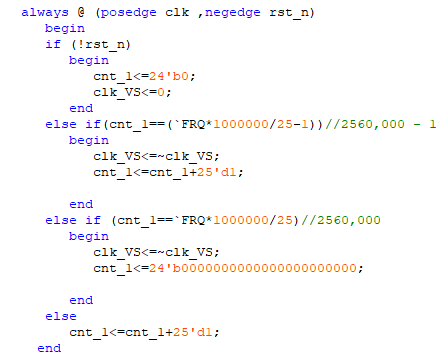 always @ (posedge clk ,negedge rst_n)
begin
if (!rst_n)
begin
cnt_1<=24'b0;
clk_VS<=0;
end
else if(cnt_1==(`FRQ*1000000/25-1))//2560,000 - 1
begin
clk_VS<=~clk_VS;
cnt_1<=cnt_1+25'd1;
end
else if (cnt_1==`FRQ*1000000/25)//2560,000
begin
clk_VS<=~clk_VS;
cnt_1<=24'b0000000000000000000000;
end
else
cnt_1<=cnt_1+25'd1;
end